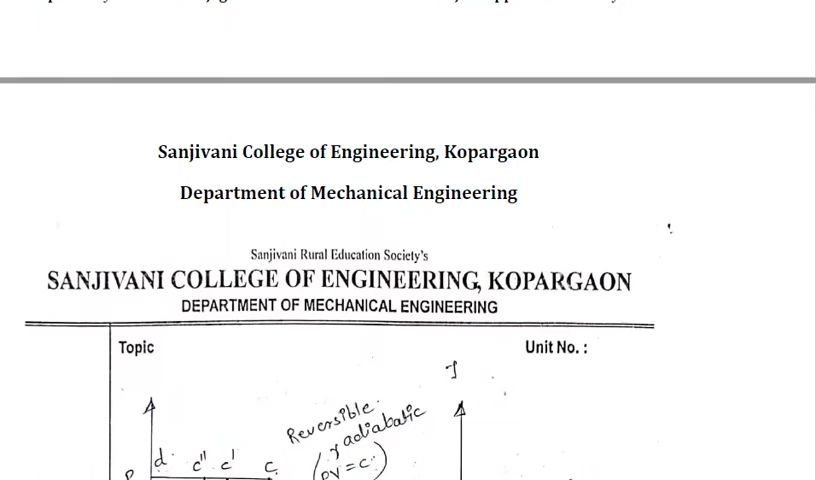 Sanjivani College of Engineering, Kopargaon
Department of Mechanical Engineering
Sanjivani Rural Education Society's
SANJIVANI COLLEGE OF ENGINEERING, KOPARGAON
DEPARTMENT OF MECHANICAL ENGINEERING
Topic
Unit No. :
T
Reversible
adiabatic
d c" c' c
P